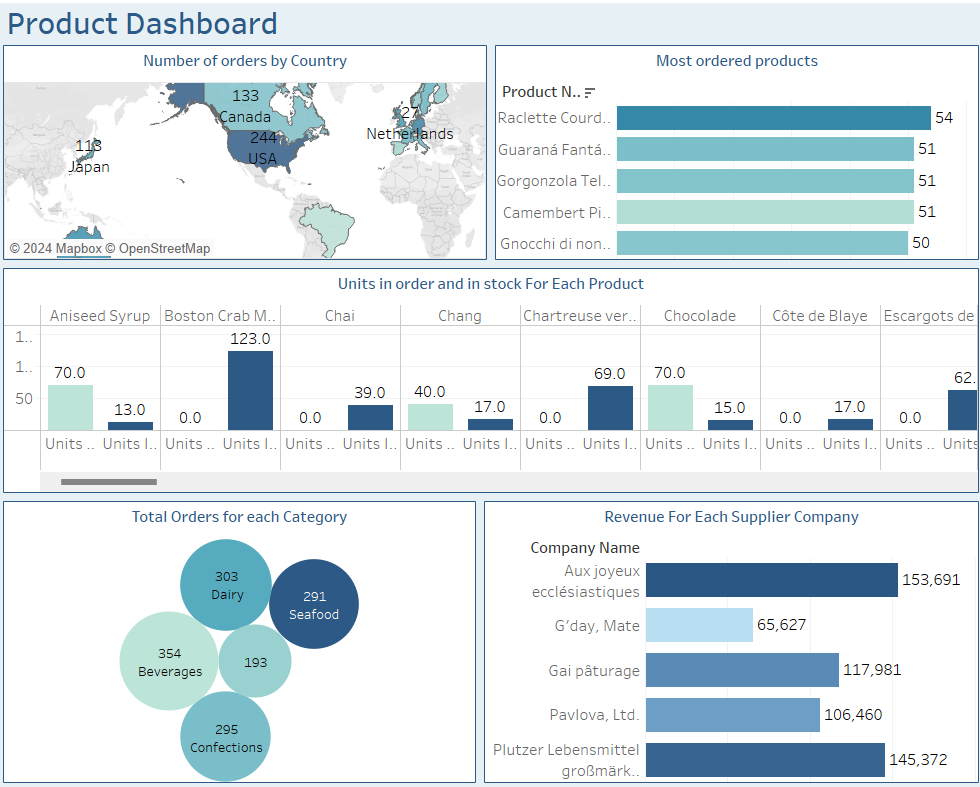 Product Dashboard
Number of orders by Country
133
Canada
244
USA
27
Netherlands
113
Japan
© 2024 Mapbox © OpenStreetMap
Most ordered products
Product N..
Raclette Courd.. 54
Guaraná Fantá.. 51
Gorgonzola Tel.. 51
Camembert Pi.. 51
Gnocchi di non.. 50
Units in order and in stock For Each Product
Aniseed Syrup Boston Crab M.. Chai Chang Chartreuse ver.. Chocolade Côte de Blaye Escargots de
1..
1..
50
70.0 13.0 0.0 123.0 0.0 39.0 40.0 17.0 0.0 69.0 70.0 15.0 0.0 17.0 0.0 62.
Units .. Units I.. Units .. Units I.. Units .. Units I.. Units .. Units I.. Units .. Units I.. Units .. Units I.. Units .. Units I.. Units .. Units
Total Orders for each Category
303
Dairy
291
Seafood
354
Beverages
193
295
Confections
Revenue For Each Supplier Company
Company Name
Aux joyeux
ecclésiastiques 153,691
G'day, Mate 65,627
Gai pâturage 117,981
Pavlova, Ltd. 106,460
Plutzer Lebensmittel
großmärk.. 145,372